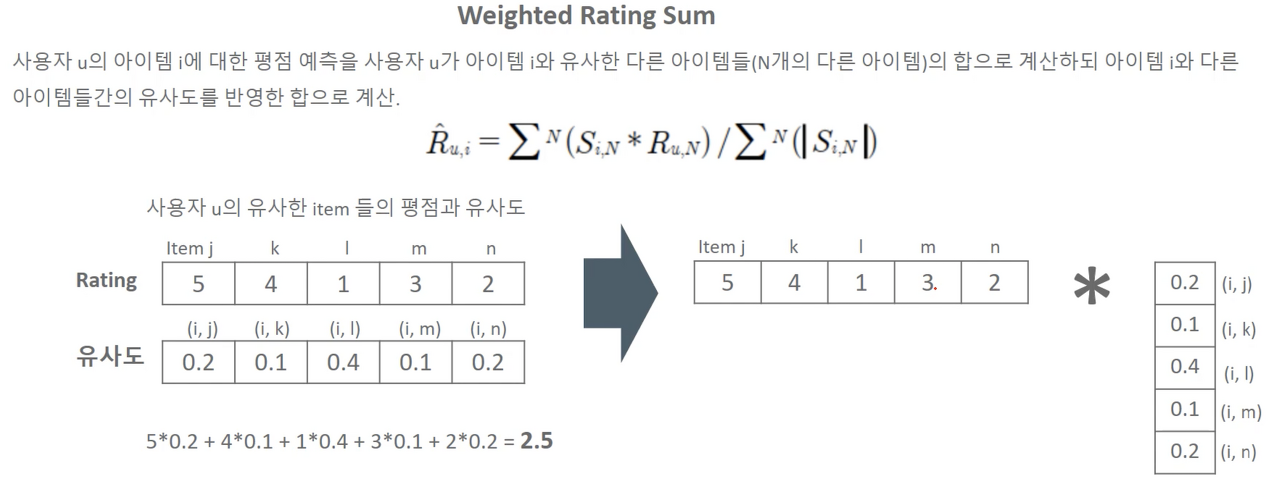 Weighted Rating Sum
사용자 u의 아이템 i에 대한 평점 예측을 사용자 u가 아이템 i와 유사한 다른 아이템들(N개의 다른 아이템)의 합으로 계산하되 아이템 i와 다른
아이템들간의 유사도를 반영한 합으로 계산.
R̂u,i = ∑ N (Si,N * Ru,N) / ∑ N (|Si,N|)
사용자 u의 유사한 item 들의 평점과 유사도
Item j k l m n
Rating 5 4 1 3 2
(i, j) (i, k) (i, l) (i, m) (i, n)
유사도 0.2 0.1 0.4 0.1 0.2
5*0.2 + 4*0.1 + 1*0.4 + 3*0.1 + 2*0.2 = 2.5
Item j k l m n
5 4 1 3 2
*
0.2 (i, j)
0.1 (i, k)
0.4 (i, l)
0.1 (i, m)
0.2 (i, n)